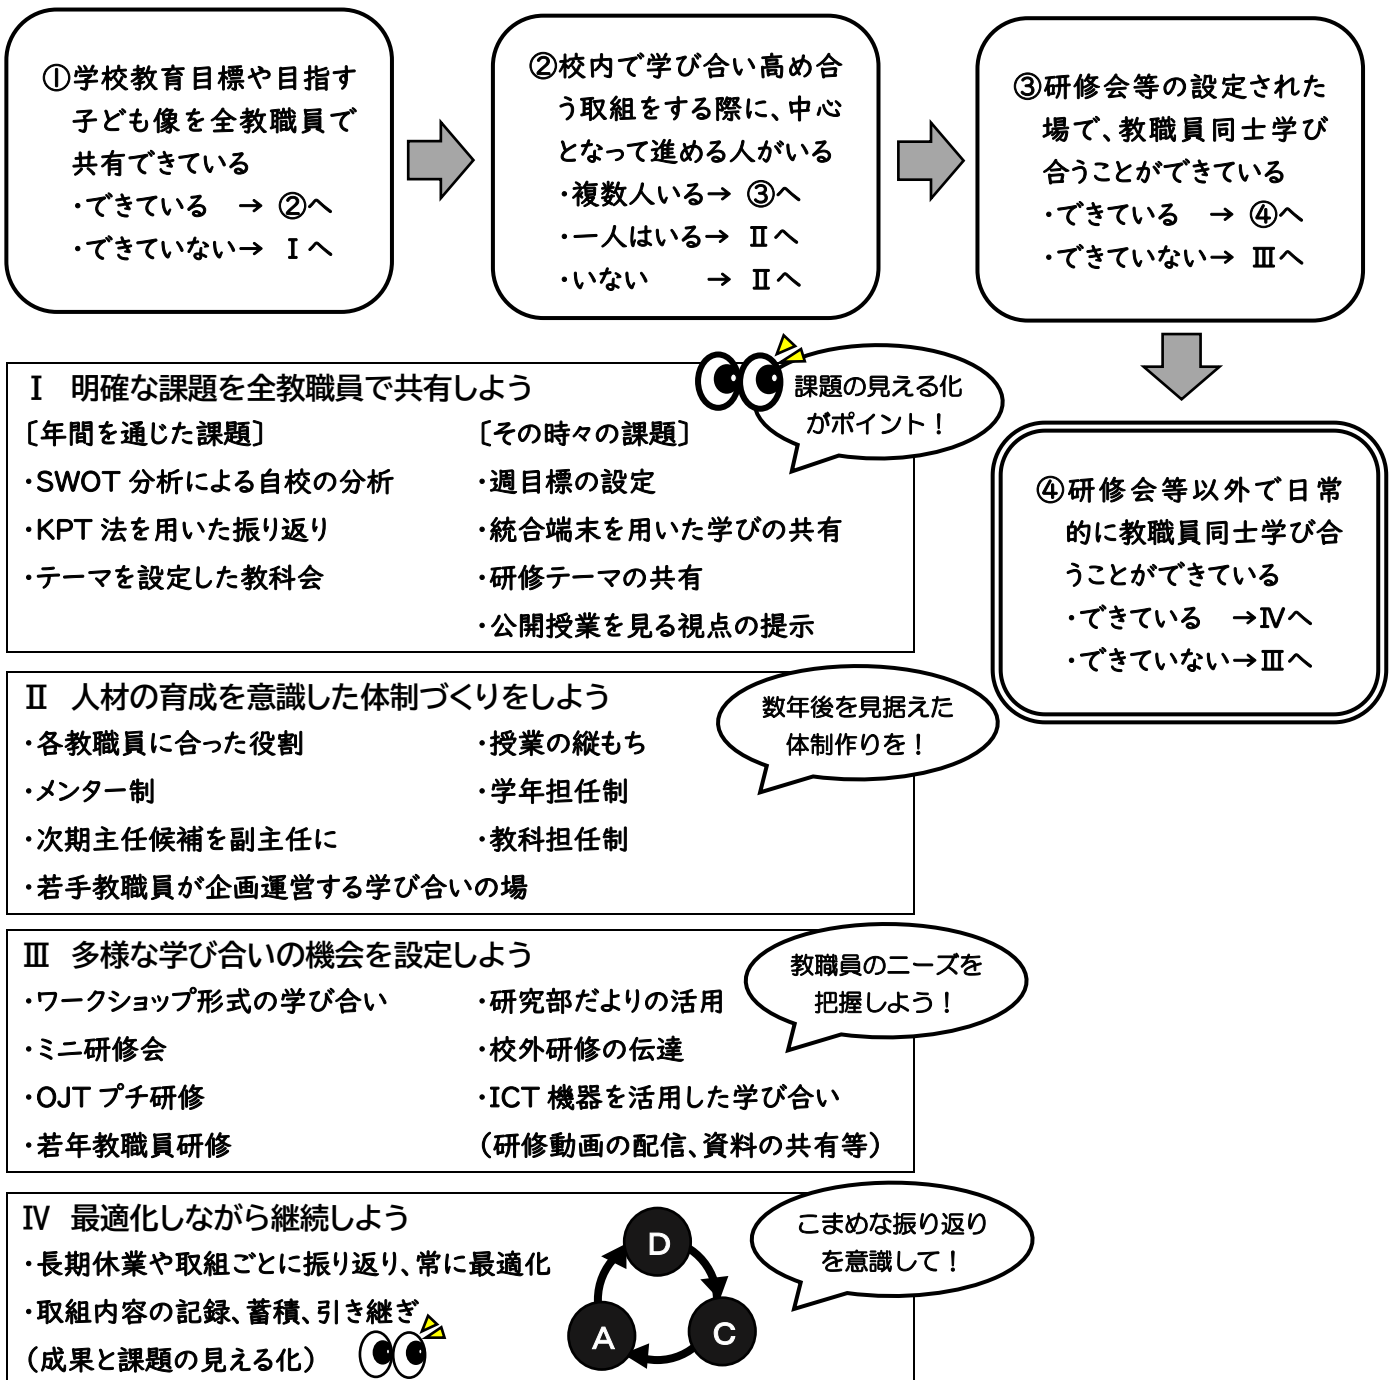 ①学校教育目標や目指す
子ども像を全教職員で
共有できている
・できている → ②へ
・できていない→ Ⅰへ
②校内で学び合い高め合
う取組をする際に、中心
となって進める人がいる
・複数人いる→ ③へ
・一人はいる→ Ⅱへ
・いない → Ⅱへ
③研修会等の設定された
場で、教職員同士学び
合うことができている
・できている → ④へ
・できていない→ Ⅲへ
④研修会等以外で日常
的に教職員同士学び合
うことができている
・できている →Ⅳへ
・できていない→Ⅲへ
Ⅰ 明確な課題を全教職員で共有しよう
課題の見える化
がポイント！
〔年間を通じた課題〕
・SWOT 分析による自校の分析
・KPT 法を用いた振り返り
・テーマを設定した教科会
〔その時々の課題〕
・週目標の設定
・統合端末を用いた学びの共有
・研修テーマの共有
・公開授業を見る視点の提示
Ⅱ 人材の育成を意識した体制づくりをしよう
数年後を見据えた
体制作りを！
・各教職員に合った役割
・メンター制
・次期主任候補を副主任に
・若手教職員が企画運営する学び合いの場
・授業の縦もち
・学年担任制
・教科担任制
Ⅲ 多様な学び合いの機会を設定しよう
教職員のニーズを
把握しよう！
・ワークショップ形式の学び合い
・ミニ研修会
・OJT プチ研修
・若年教職員研修
・研究部だよりの活用
・校外研修の伝達
・ICT 機器を活用した学び合い
（研修動画の配信、資料の共有等）
Ⅳ 最適化しながら継続しよう
こまめな振り返り
を意識して！
・長期休業や取組ごとに振り返り、常に最適化
・取組内容の記録、蓄積、引き継ぎ
（成果と課題の見える化）
D
C
A